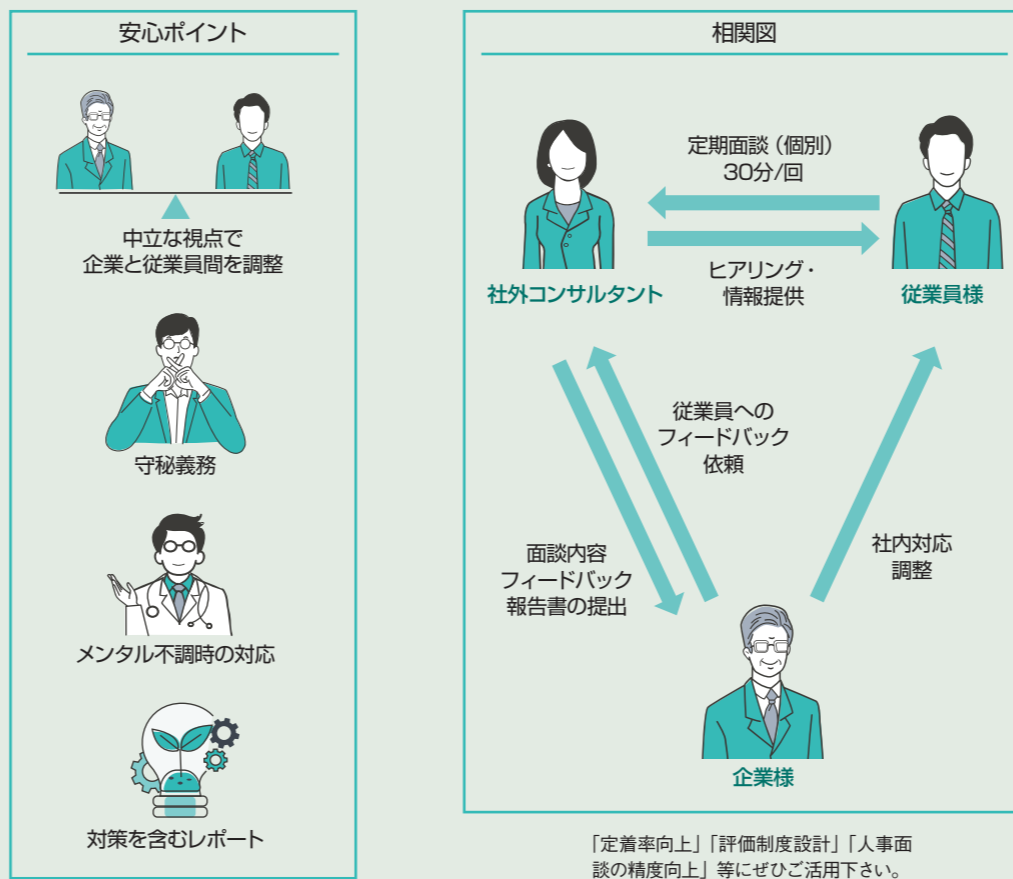 安心ポイント
中立な視点で
企業と従業員間を調整
守秘義務
メンタル不調時の対応
対策を含むレポート
相関図
定期面談（個別）
30分/回
ヒアリング・
情報提供
社外コンサルタント
従業員様
従業員への
フィードバック
依頼
面談内容
フィードバック
報告書の提出
社内対応
調整
企業様
「定着率向上」「評価制度設計」「人事面
談の精度向上」等にぜひご活用下さい。